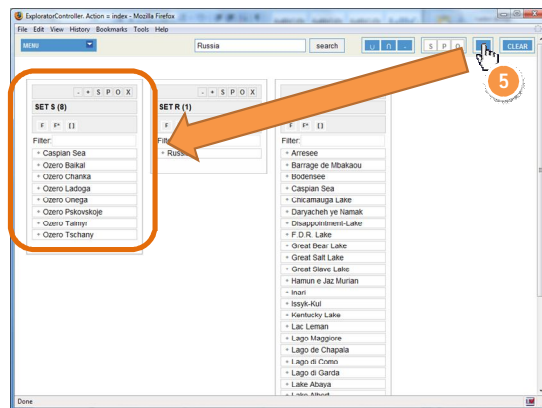 ExploratorController. Action = index - Mozilla Firefox
File Edit View History Bookmarks Tools Help
MENU Russia search ∪ ∩ - S P O CLEAR
5
- + S P O X
SET S (8)
F F* []
Filter:
+ Caspian Sea
+ Ozero Baikal
+ Ozero Chanka
+ Ozero Ladoga
+ Ozero Onega
+ Ozero Pskovskoje
+ Ozero Taimyr
+ Ozero Tschany
- + S P O X
SET R (1)
F
+ Russ
F F* []
Filter:
+ Arresee
+ Barrage de Mbakaou
+ Bodensee
+ Caspian Sea
+ Chicamauga Lake
+ Daryacheh ye Namak
+ Disappointment-Lake
+ F.D.R. Lake
+ Great Bear Lake
+ Great Salt Lake
+ Great Slave Lake
+ Hamun e Jaz Murian
+ Inari
+ Issyk-Kul
+ Kentucky Lake
+ Lac Leman
+ Lago Maggiore
+ Lago de Chapala
+ Lago di Como
+ Lago di Garda
+ Lake Abaya
+ Lake Albert
Done